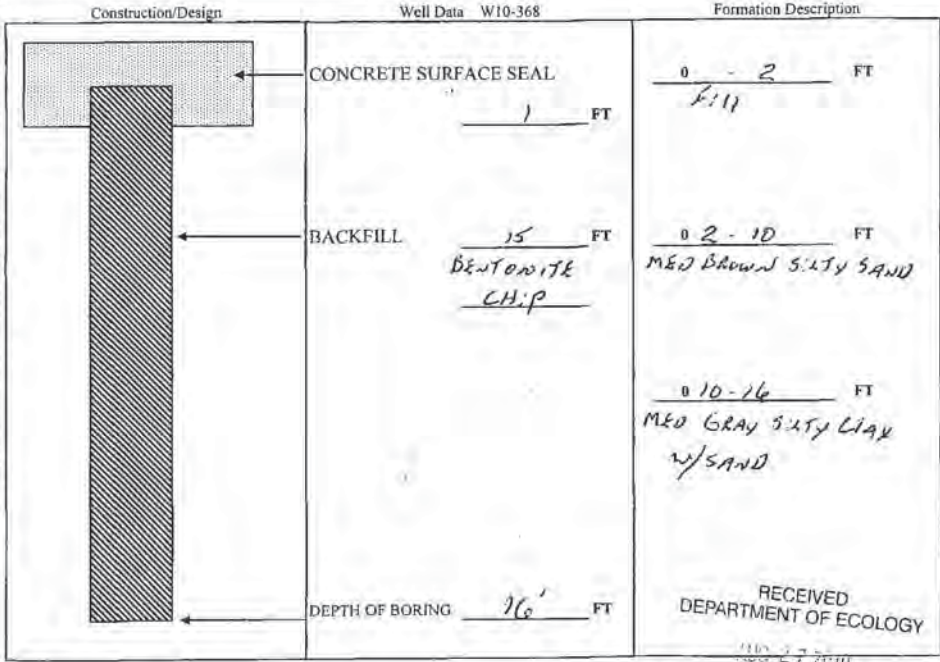 Construction/Design
Well Data W10-368
Formation Description
CONCRETE SURFACE SEAL
1 FT
BACKFILL 15 FT
BENTONITE
CHIP
DEPTH OF BORING 16' FT
0 - 2 FT
Fill
0 2 - 10 FT
MED BROWN SILTY SAND
0 10-16 FT
MED GRAY SILTY CLAY
W/SAND
RECEIVED
DEPARTMENT OF ECOLOGY